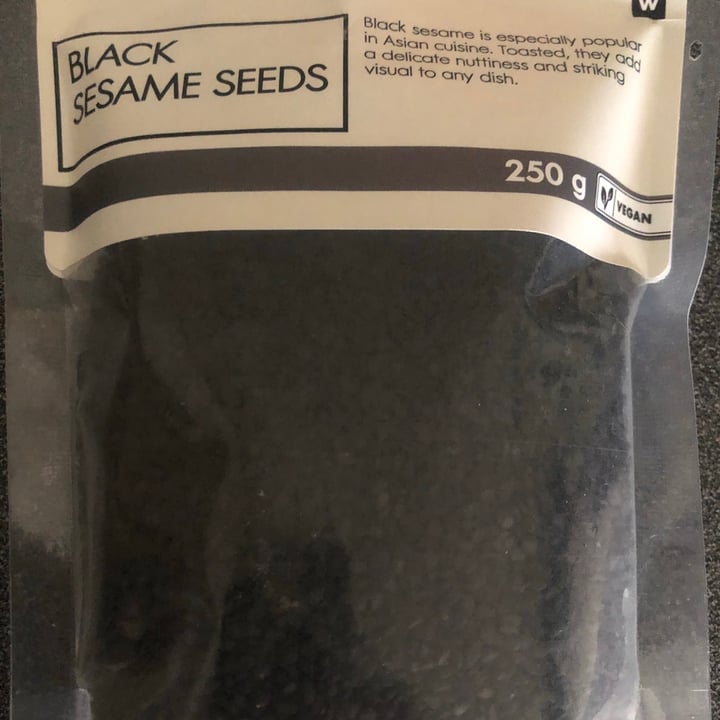 W
BLACK
SESAME SEEDS
Black sesame is especially popular
in Asian cuisine. Toasted, they add
a delicate nuttiness and striking
visual to any dish.
250 g
VEGAN